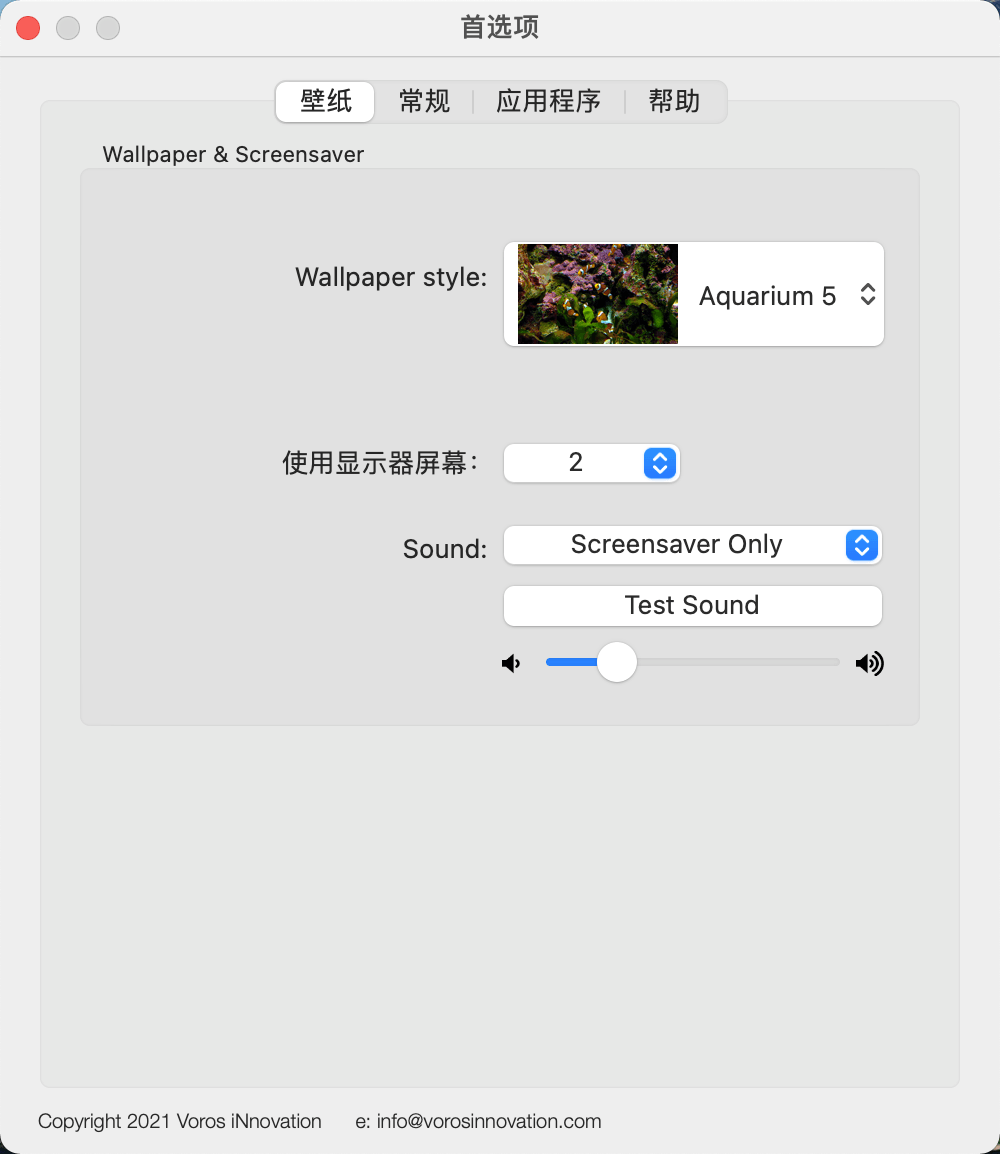 首选项
壁纸 常规 应用程序 帮助
Wallpaper & Screensaver
Wallpaper style: Aquarium 5
使用显示器屏幕： 2
Sound: Screensaver Only
Test Sound
Copyright 2021 Voros iNnovation e: info@vorosinnovation.com